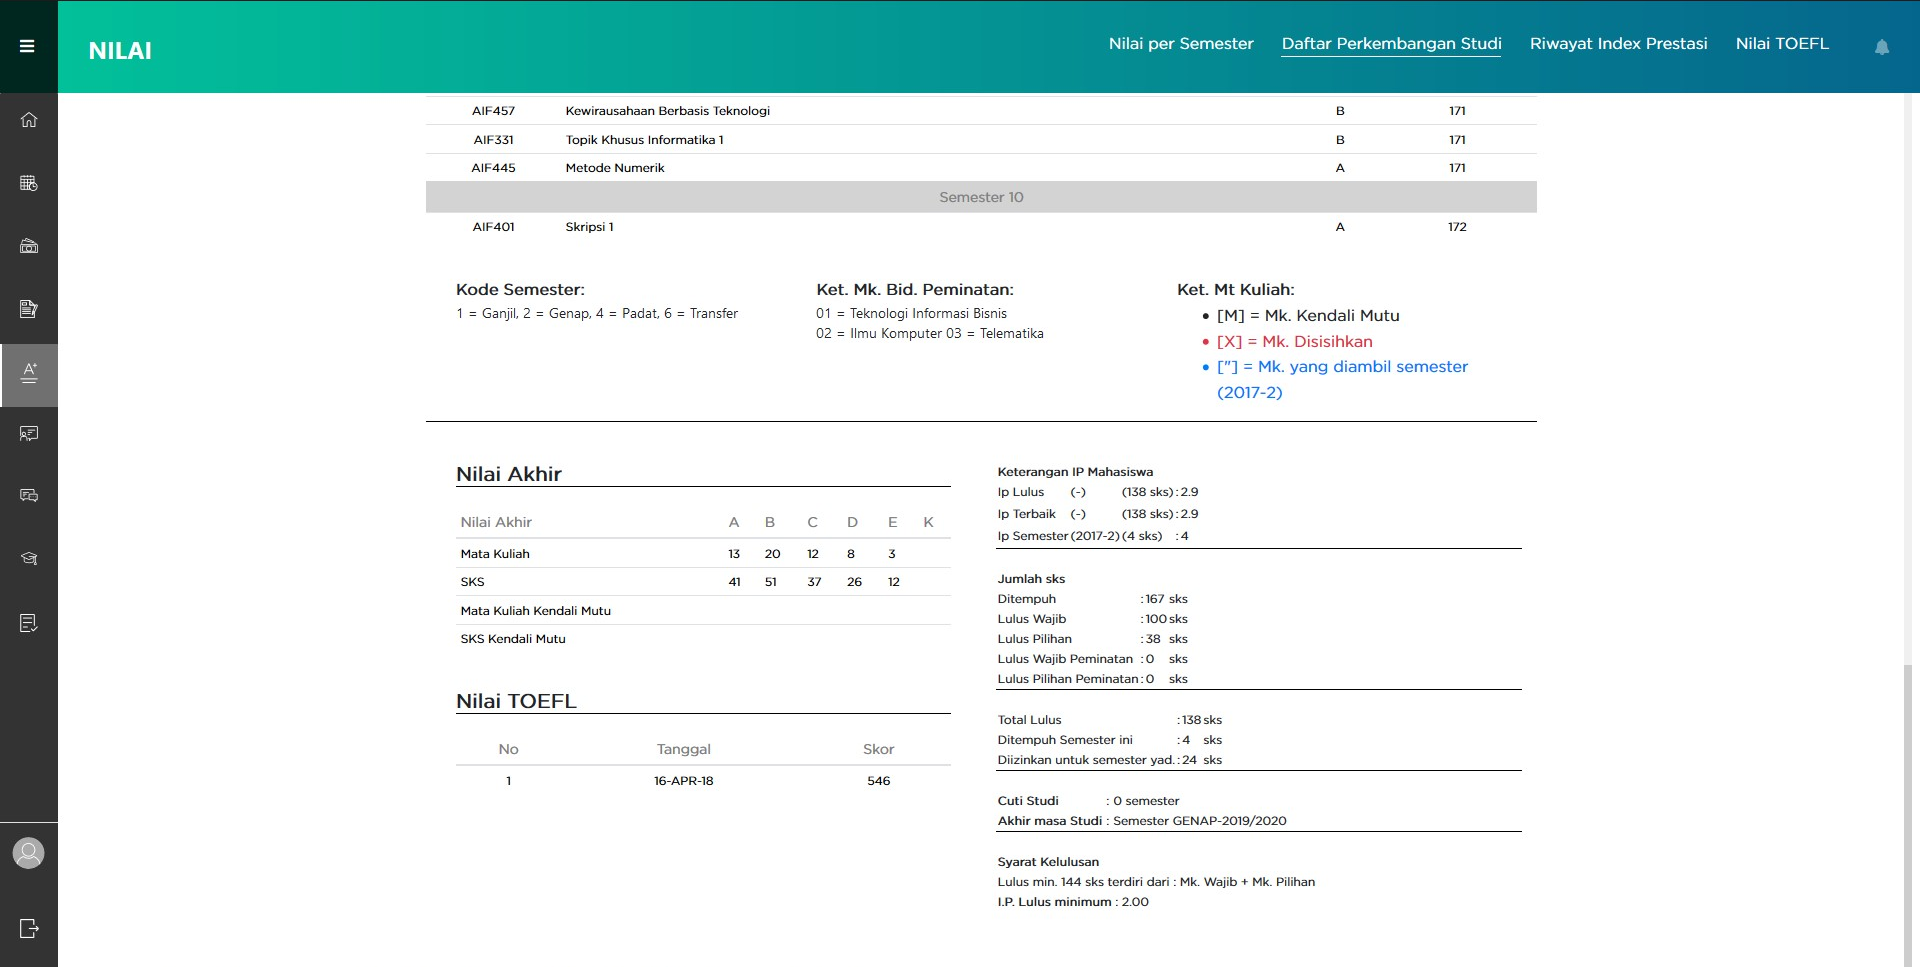 NILAI
Nilai per Semester Daftar Perkembangan Studi Riwayat Index Prestasi Nilai TOEFL
AIF457 Kewirausahaan Berbasis Teknologi B 171
AIF331 Topik Khusus Informatika 1 B 171
AIF445 Metode Numerik A 171
Semester 10
AIF401 Skripsi 1 A 172
Kode Semester:
1 = Ganjil, 2 = Genap, 4 = Padat, 6 = Transfer
Ket. Mk. Bid. Peminatan:
01 = Teknologi Informasi Bisnis
02 = Ilmu Komputer 03 = Telematika
Ket. Mt Kuliah:
• [M] = Mk. Kendali Mutu
• [X] = Mk. Disisihkan
• ["] = Mk. yang diambil semester
(2017-2)
Nilai Akhir
Nilai Akhir A B C D E K
Mata Kuliah 13 20 12 8 3
SKS 41 51 37 26 12
Mata Kuliah Kendali Mutu
SKS Kendali Mutu
Nilai TOEFL
No Tanggal Skor
1 16-APR-18 546
Keterangan IP Mahasiswa
Ip Lulus (-) (138 sks) : 2.9
Ip Terbaik (-) (138 sks) : 2.9
Ip Semester (2017-2) (4 sks) : 4
Jumlah sks
Ditempuh : 167 sks
Lulus Wajib : 100 sks
Lulus Pilihan : 38 sks
Lulus Wajib Peminatan : 0 sks
Lulus Pilihan Peminatan : 0 sks
Total Lulus : 138 sks
Ditempuh Semester ini : 4 sks
Diizinkan untuk semester yad. : 24 sks
Cuti Studi : 0 semester
Akhir masa Studi : Semester GENAP-2019/2020
Syarat Kelulusan
Lulus min. 144 sks terdiri dari : Mk. Wajib + Mk. Pilihan
I.P. Lulus minimum : 2.00